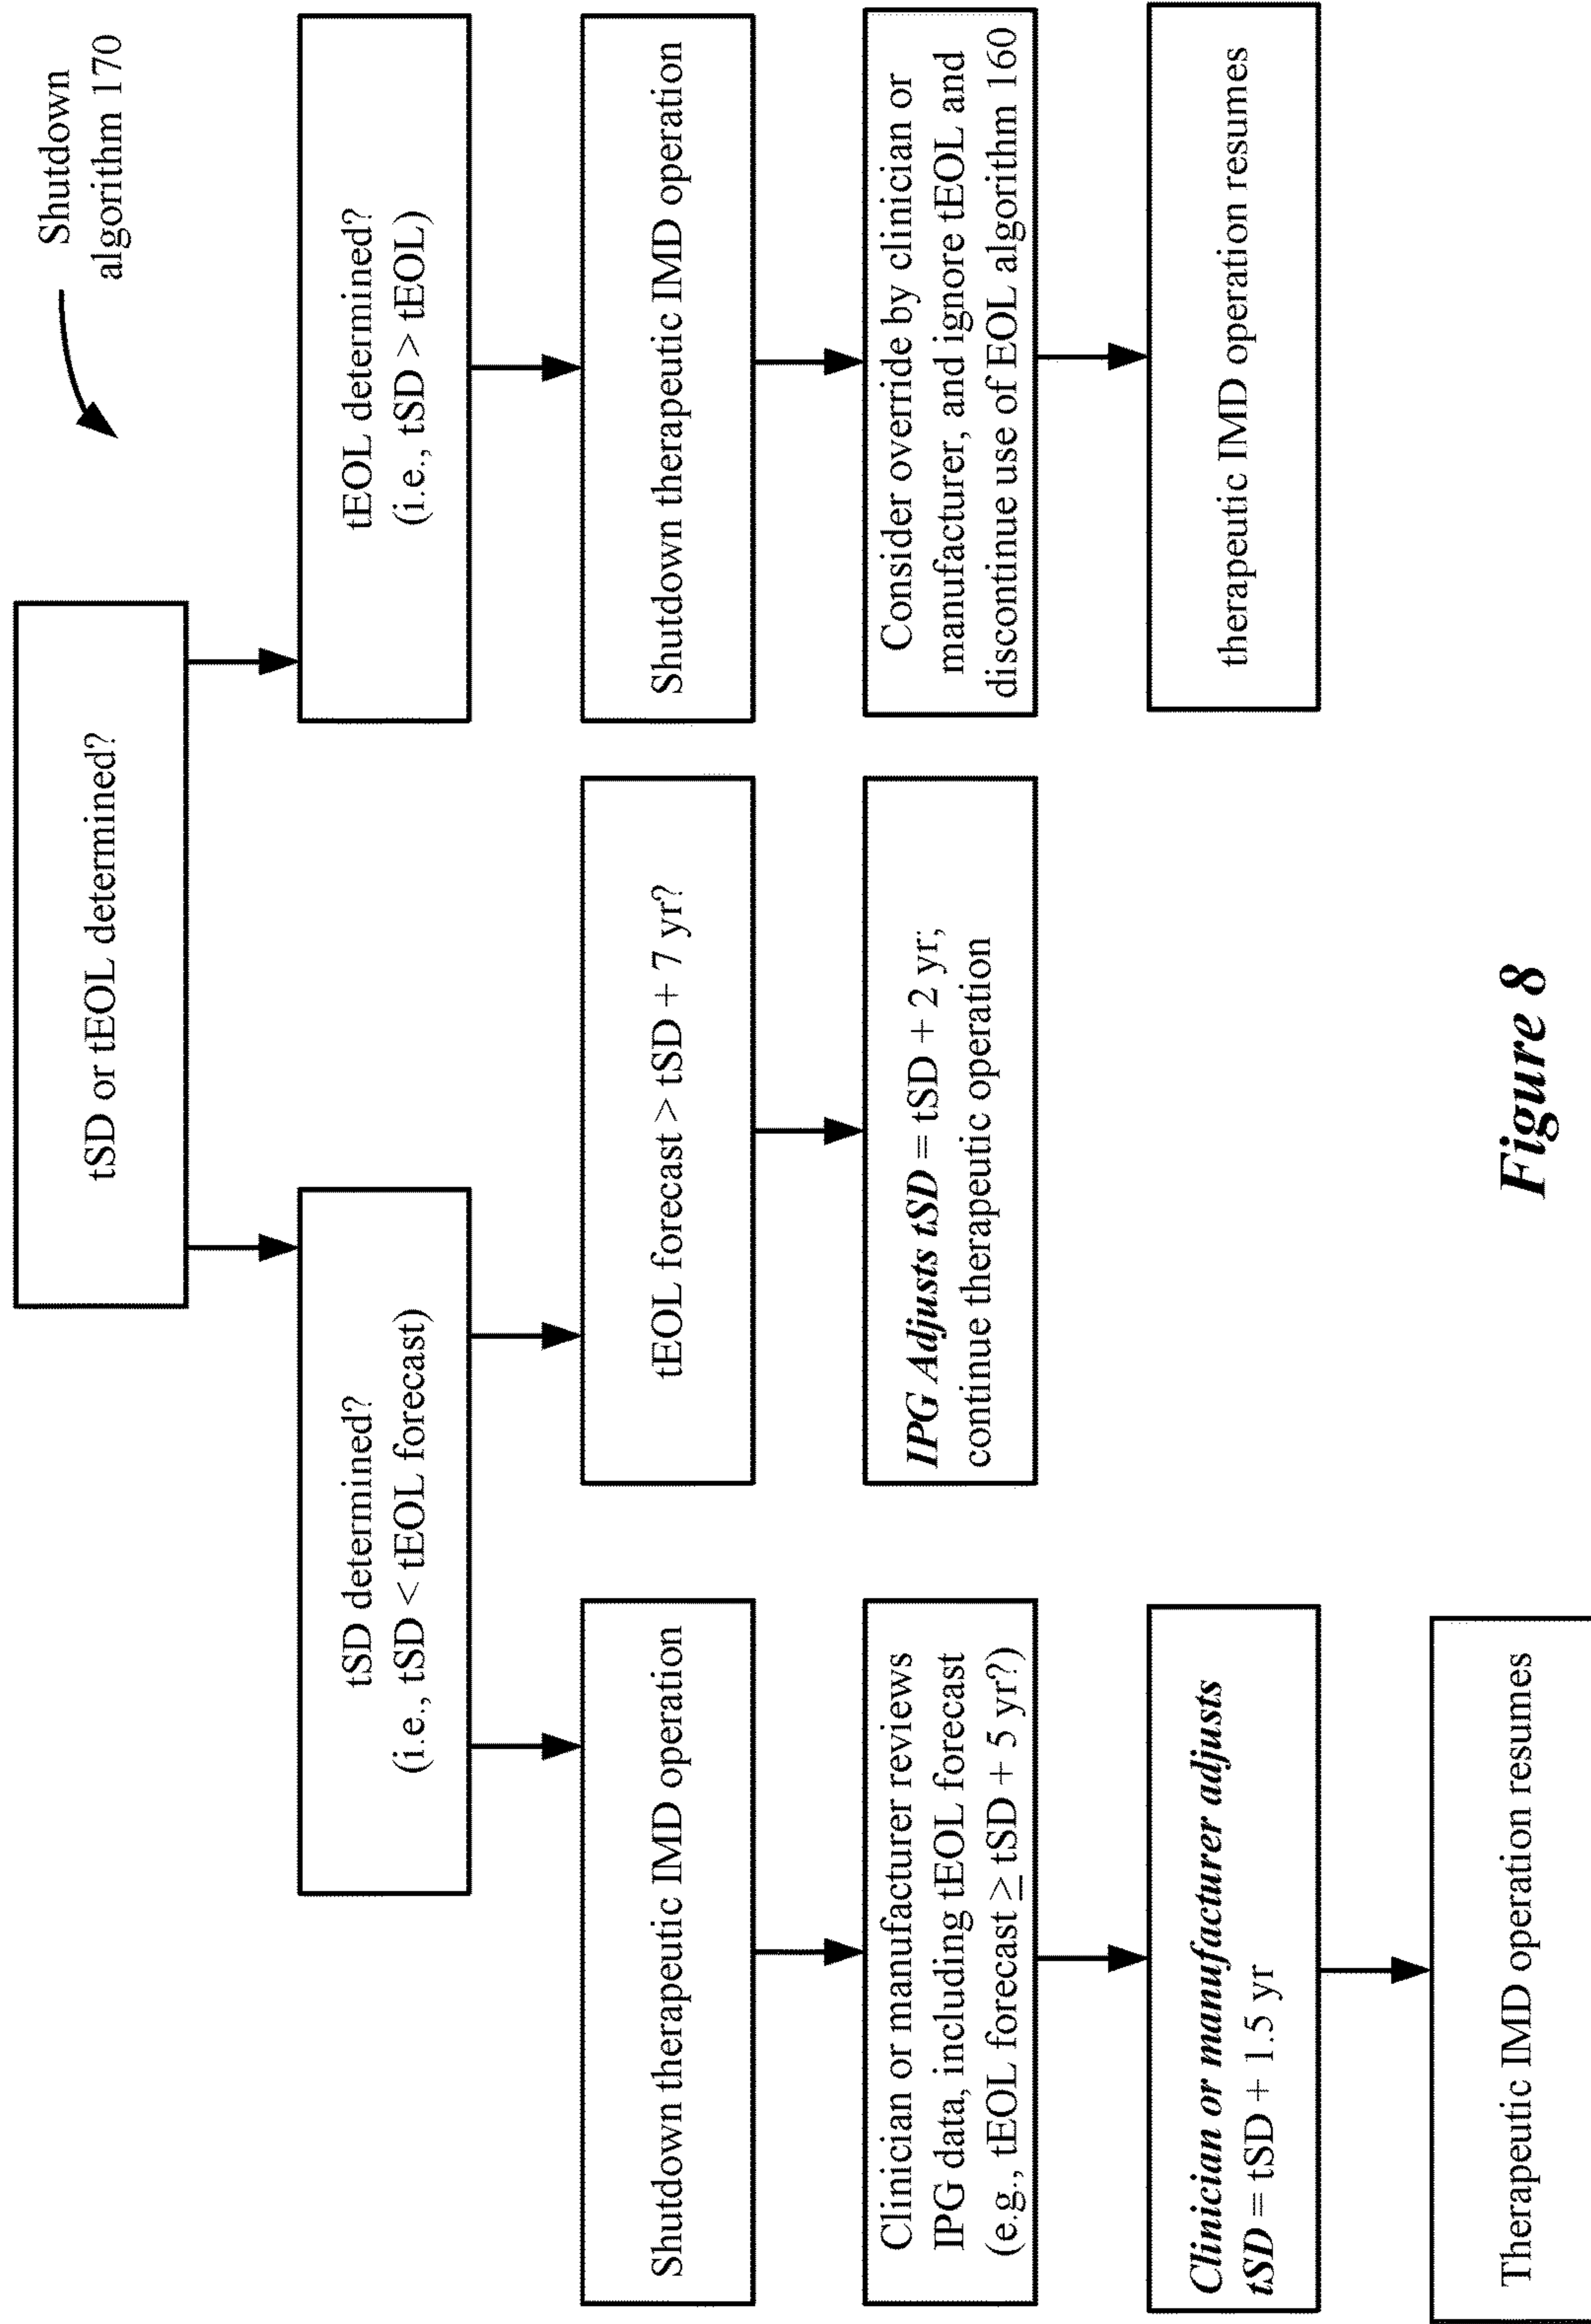 Shutdown
algorithm 170
tSD or tEOL determined?
tSD determined?
(i.e., tSD < tEOL forecast)
tEOL determined?
(i.e., tSD > tEOL)
Shutdown therapeutic IMD operation
tEOL forecast > tSD + 7 yr?
Shutdown therapeutic IMD operation
Clinician or manufacturer reviews
IPG data, including tEOL forecast
(e.g., tEOL forecast ≥ tSD + 5 yr?)
IPG Adjusts tSD = tSD + 2 yr;
continue therapeutic operation
Consider override by clinician or
manufacturer, and ignore tEOL and
discontinue use of EOL algorithm 160
Clinician or manufacturer adjusts
tSD = tSD + 1.5 yr
therapeutic IMD operation resumes
Therapeutic IMD operation resumes
Figure 8